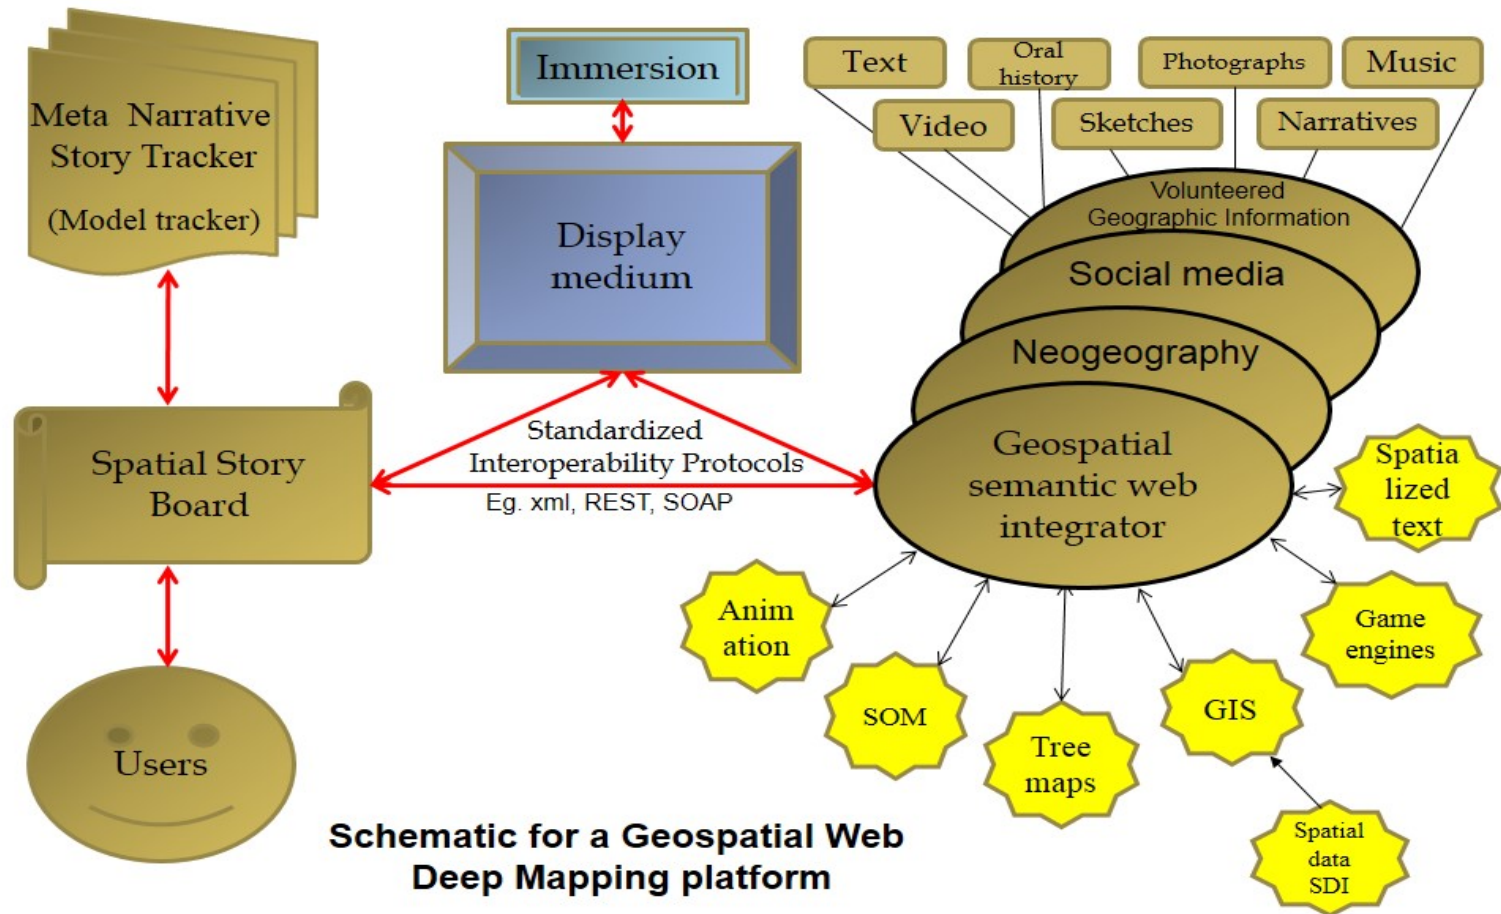 Meta Narrative
Story Tracker
(Model tracker)
Immersion
Display
medium
Text
Oral
history
Photographs
Music
Video
Sketches
Narratives
Volunteered
Geographic Information
Social media
Neogeography
Geospatial
semantic web
integrator
Spatial Story
Board
Standardized
Interoperability Protocols
Eg. xml, REST, SOAP
Users
Anim
ation
SOM
Tree
maps
GIS
Game
engines
Spatia
lized
text
Spatial
data
SDI
Schematic for a Geospatial Web
Deep Mapping platform